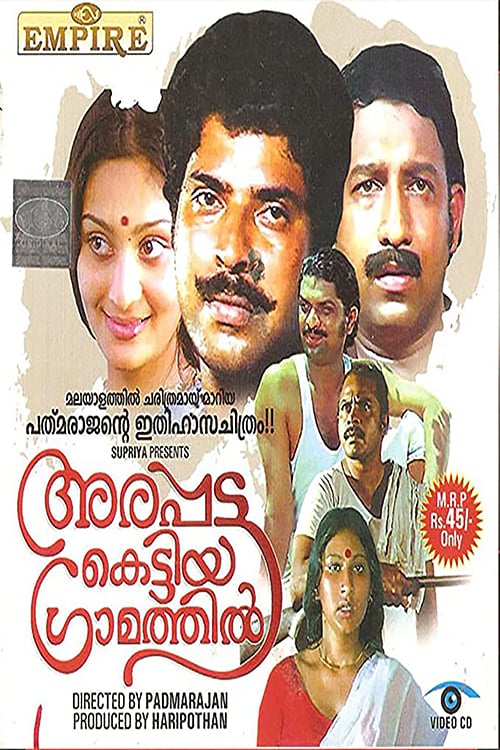 EMPIRE
®
മലയാളത്തിൽ ചരിത്രമായ് മാറിയ
പത്മരാജന്റെ ഇതിഹാസചിത്രം!!
SUPRIYA PRESENTS
അരപ്പട്ട
കെട്ടിയ
ഗ്രാമത്തിൽ
M.R.P
Rs.45/-
Only
DIRECTED BY PADMARAJAN
PRODUCED BY HARIPOTHAN
VIDEO CD